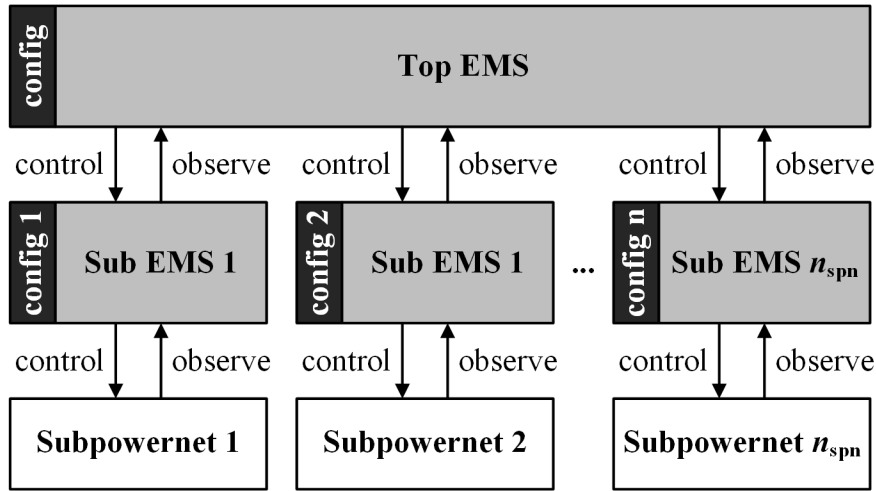 config
Top EMS
control observe control observe control observe
config 1 Sub EMS 1 config 2 Sub EMS 1 ... config n Sub EMS nspn
control observe control observe control observe
Subpowernet 1 Subpowernet 2 Subpowernet nspn